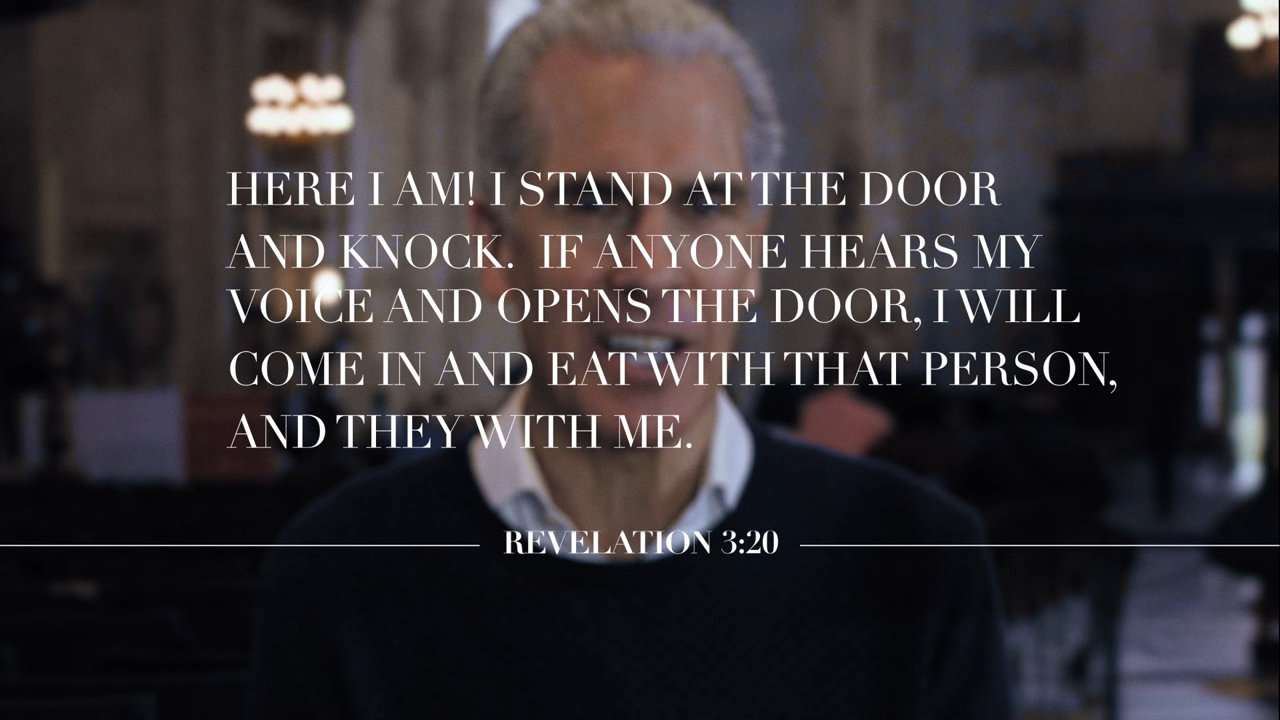 HERE I AM! I STAND AT THE DOOR
AND KNOCK.  IF ANYONE HEARS MY
VOICE AND OPENS THE DOOR, I WILL
COME IN AND EAT WITH THAT PERSON,
AND THEY WITH ME.
REVELATION 3:20